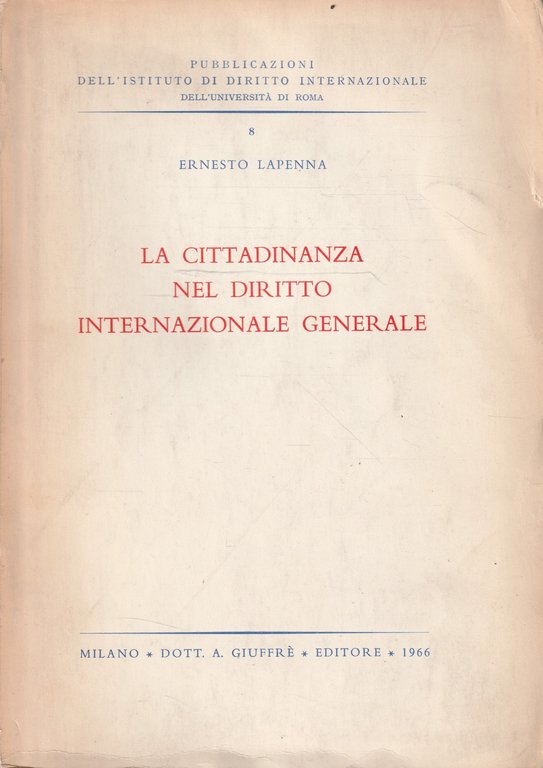 PUBBLICAZIONI
DELL'ISTITUTO DI DIRITTO INTERNAZIONALE
DELL'UNIVERSITÀ DI ROMA
8
ERNESTO LAPENNA
LA CITTADINANZA
NEL DIRITTO
INTERNAZIONALE GENERALE
MILANO * DOTT. A. GIUFFRÈ * EDITORE * 1966